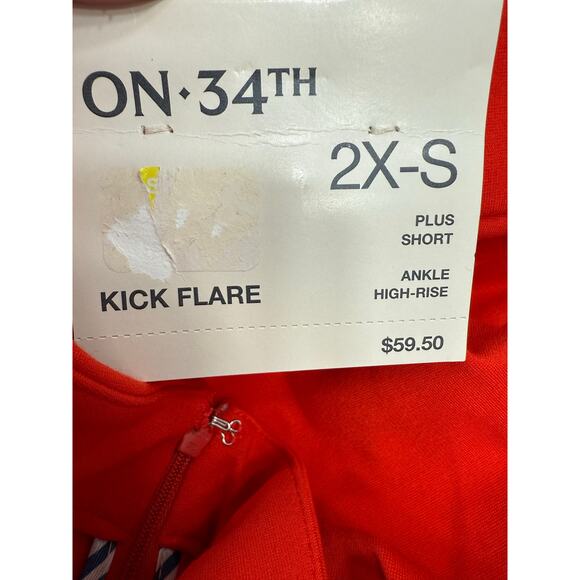 ON·34TH
2X-S
PLUS
SHORT
KICK FLARE
ANKLE
HIGH-RISE
$59.50